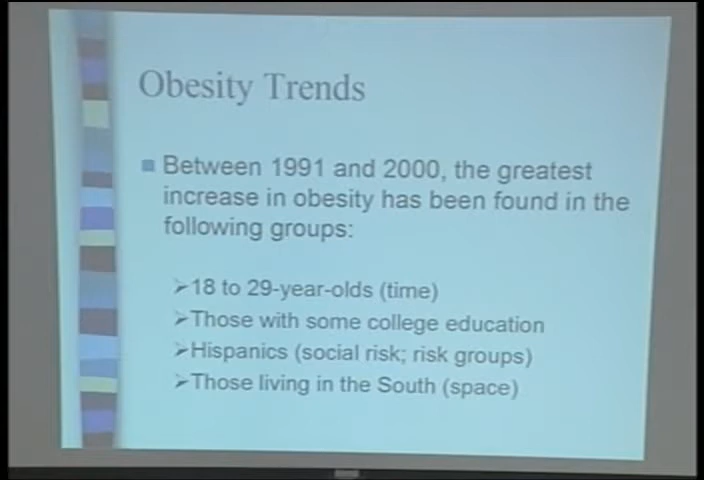 Obesity Trends
Between 1991 and 2000, the greatest
increase in obesity has been found in the
following groups:
18 to 29-year-olds (time)
Those with some college education
Hispanics (social risk; risk groups)
Those living in the South (space)